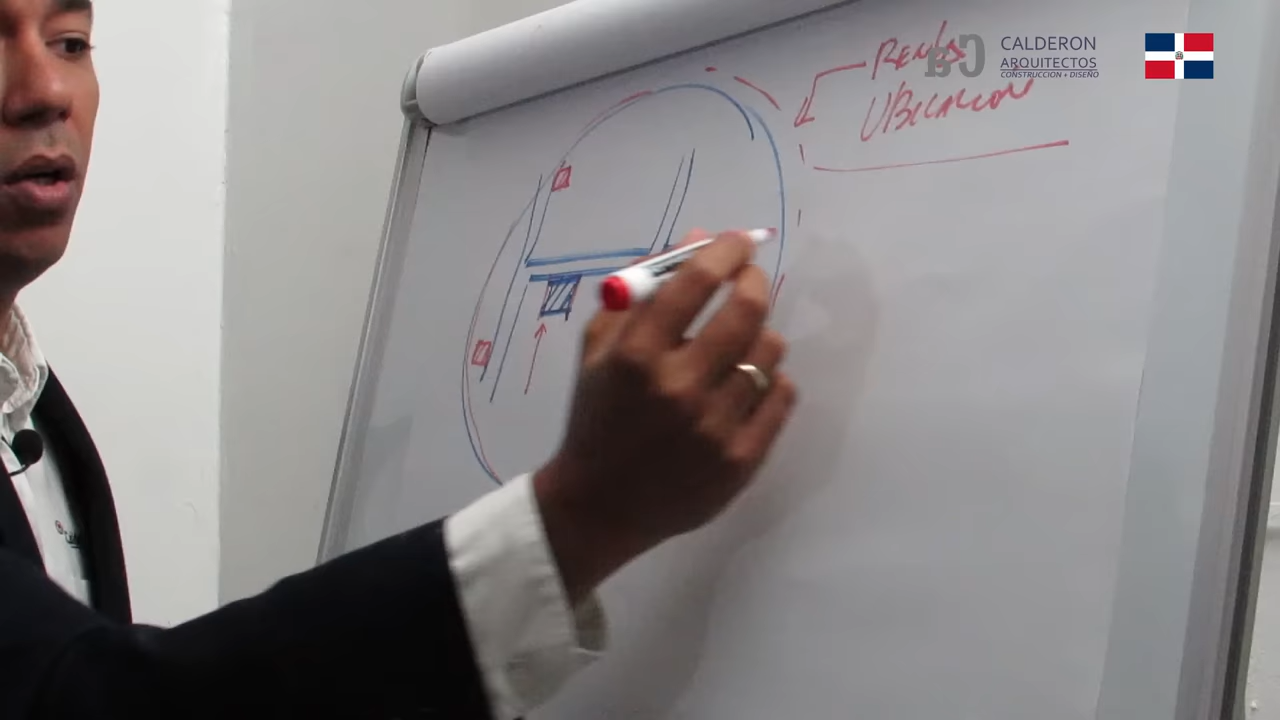 CALDERON
ARQUITECTOS
CONSTRUCCION + DISEÑO
UBICACION